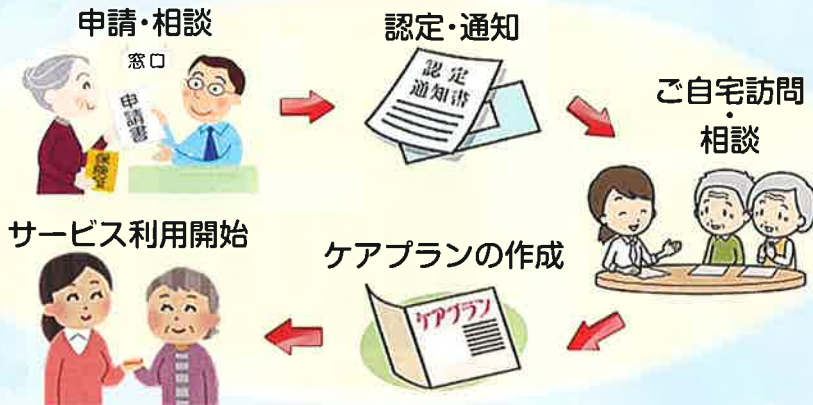 申請・相談
窓口
申請書
保険証
認定・通知
認定
通知書
ご自宅訪問
・
相談
ケアプランの作成
ケアプラン
サービス利用開始